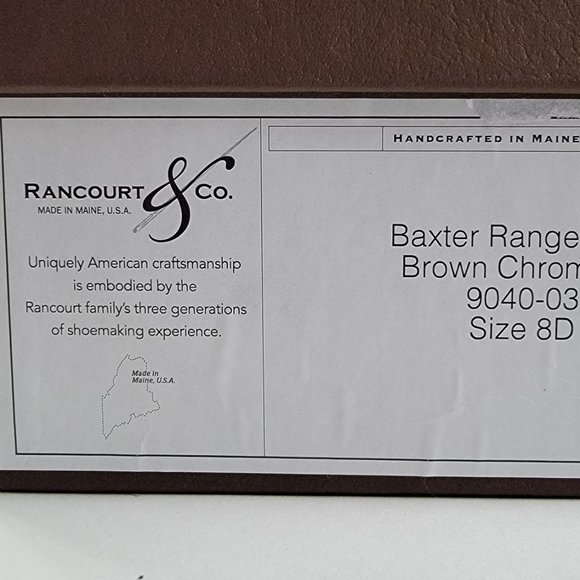 RANCOURT & CO.
MADE IN MAINE, U.S.A.
Uniquely American craftsmanship
is embodied by the
Rancourt family's three generations
of shoemaking experience.
Made in
Maine, U.S.A.
HANDCRAFTED IN MAINE
Baxter Range
Brown Chrom
9040-03
Size 8D